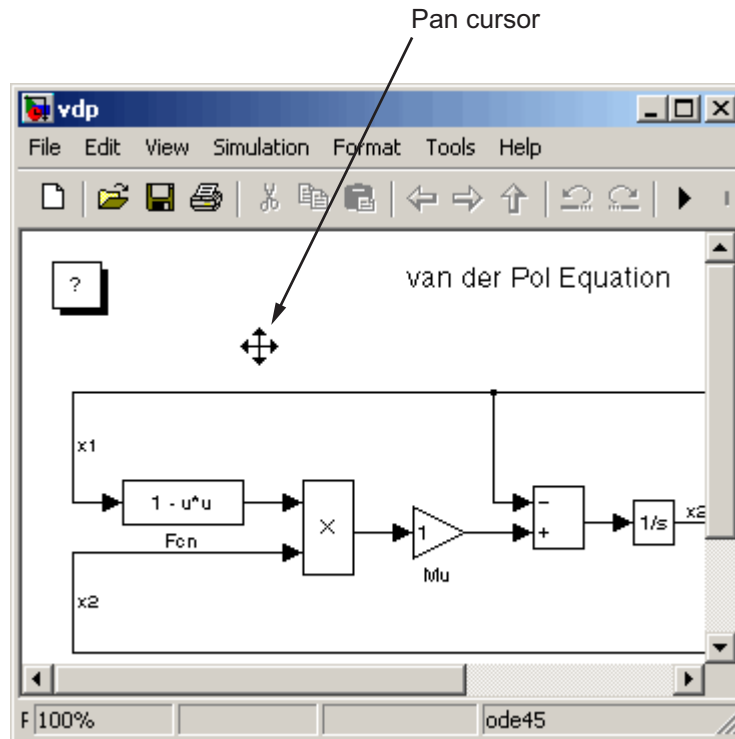 Pan cursor
vdp
File Edit View Simulation Format Tools Help
?
van der Pol Equation
x1
1 - u*u
Fcn
×
1
Mu
−
+
1/s
x2
x2
100%
ode45